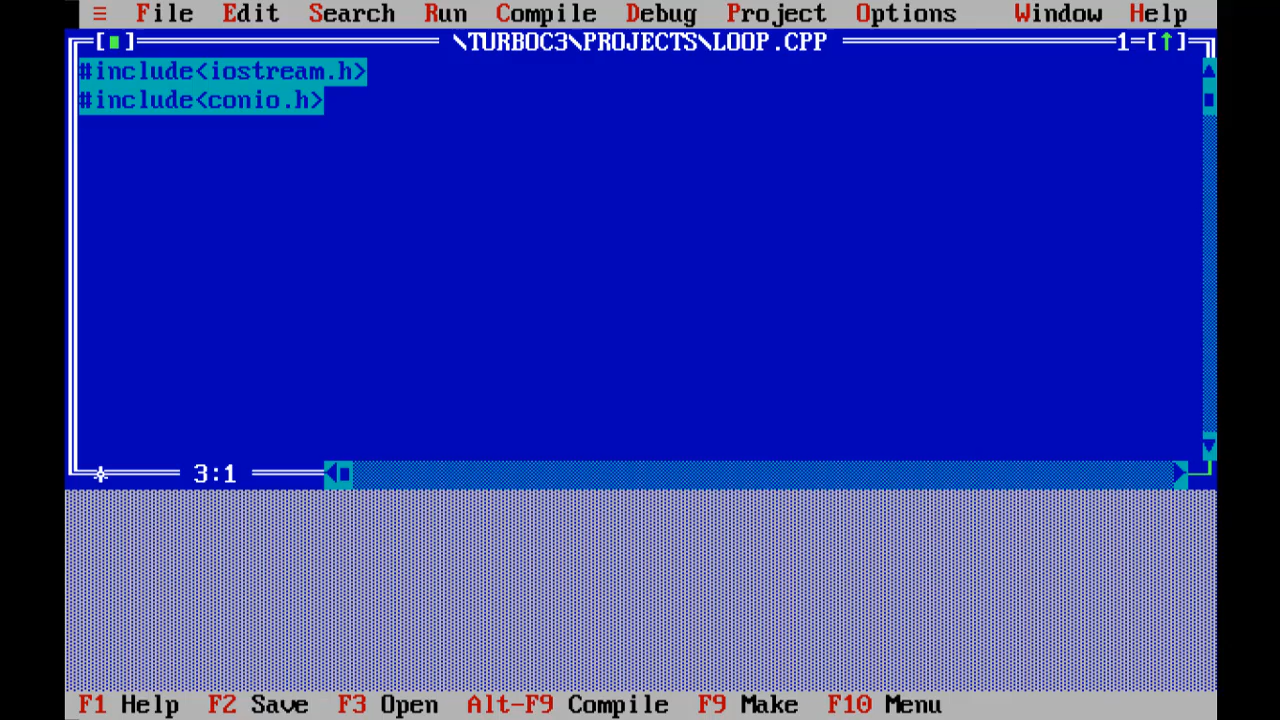 ≡ File Edit Search Run Compile Debug Project Options Window Help
[■] \TURBOC3\PROJECTS\LOOP.CPP 1=[↑]
#include<iostream.h>
#include<conio.h>
3:1
F1 Help F2 Save F3 Open Alt-F9 Compile F9 Make F10 Menu